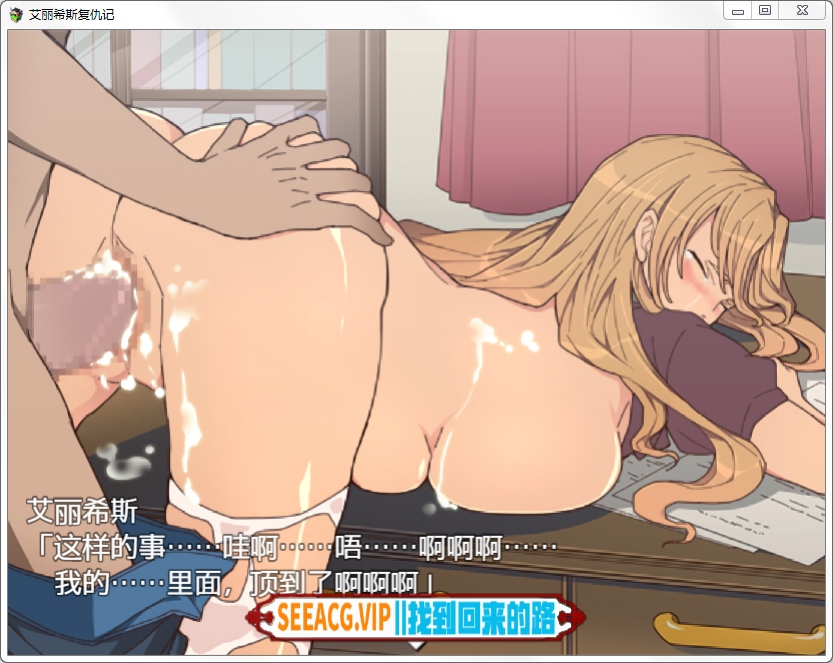 艾丽希斯复仇记
艾丽希斯
「这样的事……哇啊……唔……啊啊啊……
我的……里面，顶到了啊啊啊」
SEEACG.VIP||找到回来的路